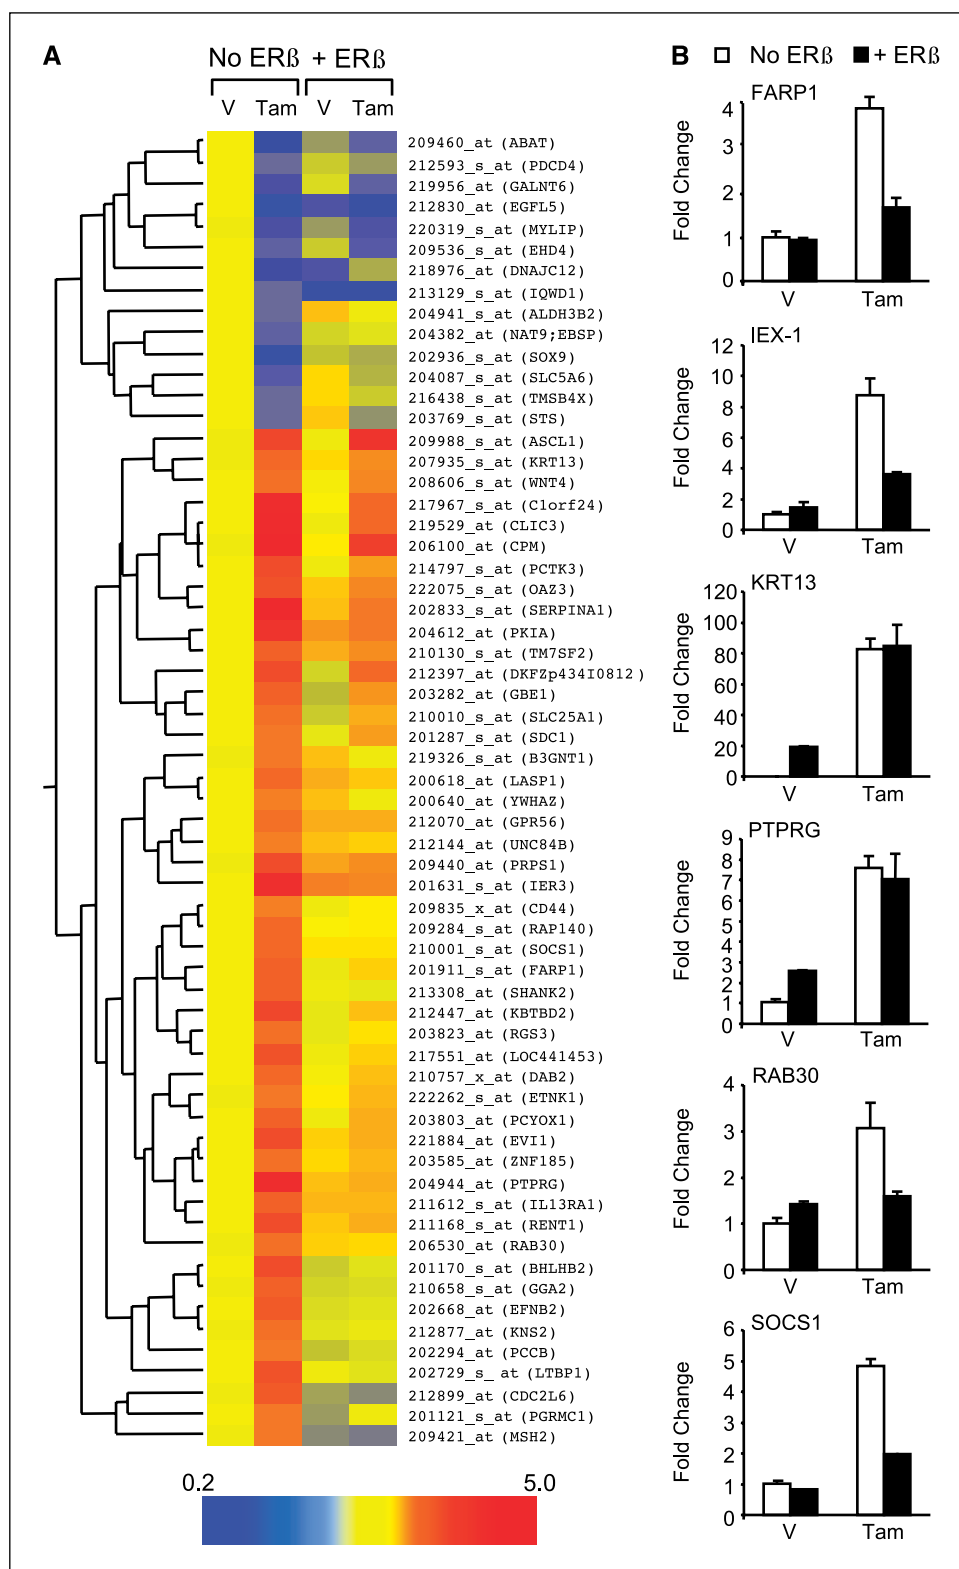 A
No ERß + ERß
V Tam V Tam
209460_at (ABAT)
212593_s_at (PDCD4)
219956_at (GALNT6)
212830_at (EGFL5)
220319_s_at (MYLIP)
209536_s_at (EHD4)
218976_at (DNAJC12)
213129_s_at (IQWD1)
204941_s_at (ALDH3B2)
204382_at (NAT9;EBSP)
202936_s_at (SOX9)
204087_s_at (SLC5A6)
216438_s_at (TMSB4X)
203769_s_at (STS)
209988_s_at (ASCL1)
207935_s_at (KRT13)
208606_s_at (WNT4)
217967_s_at (C1orf24)
219529_at (CLIC3)
206100_at (CPM)
214797_s_at (PCTK3)
222075_s_at (OAZ3)
202833_s_at (SERPINA1)
204612_at (PKIA)
210130_s_at (TM7SF2)
212397_at (DKFZp434I0812)
203282_at (GBE1)
210010_s_at (SLC25A1)
201287_s_at (SDC1)
219326_s_at (B3GNT1)
200618_at (LASP1)
200640_at (YWHAZ)
212070_at (GPR56)
212144_at (UNC84B)
209440_at (PRPS1)
201631_s_at (IER3)
209835_x_at (CD44)
209284_s_at (RAP140)
210001_s_at (SOCS1)
201911_s_at (FARP1)
213308_at (SHANK2)
212447_at (KBTBD2)
203823_at (RGS3)
217551_at (LOC441453)
210757_x_at (DAB2)
222262_s_at (ETNK1)
203803_at (PCYOX1)
221884_at (EVI1)
203585_at (ZNF185)
204944_at (PTPRG)
211612_s_at (IL13RA1)
211168_s_at (RENT1)
206530_at (RAB30)
201170_s_at (BHLHB2)
210658_s_at (GGA2)
202668_at (EFNB2)
212877_at (KNS2)
202294_at (PCCB)
202729_s_ at (LTBP1)
212899_at (CDC2L6)
201121_s_at (PGRMC1)
209421_at (MSH2)
0.2 5.0
B No ERß + ERß
FARP1
Fold Change
4
3
2
1
0
V Tam
IEX-1
Fold Change
12
10
8
6
4
2
0
V Tam
KRT13
Fold Change
120
100
80
60
40
20
0
V Tam
PTPRG
Fold Change
9
8
7
6
5
4
3
2
1
0
V Tam
RAB30
Fold Change
4
3
2
1
0
V Tam
SOCS1
Fold Change
6
5
4
3
2
1
0
V Tam